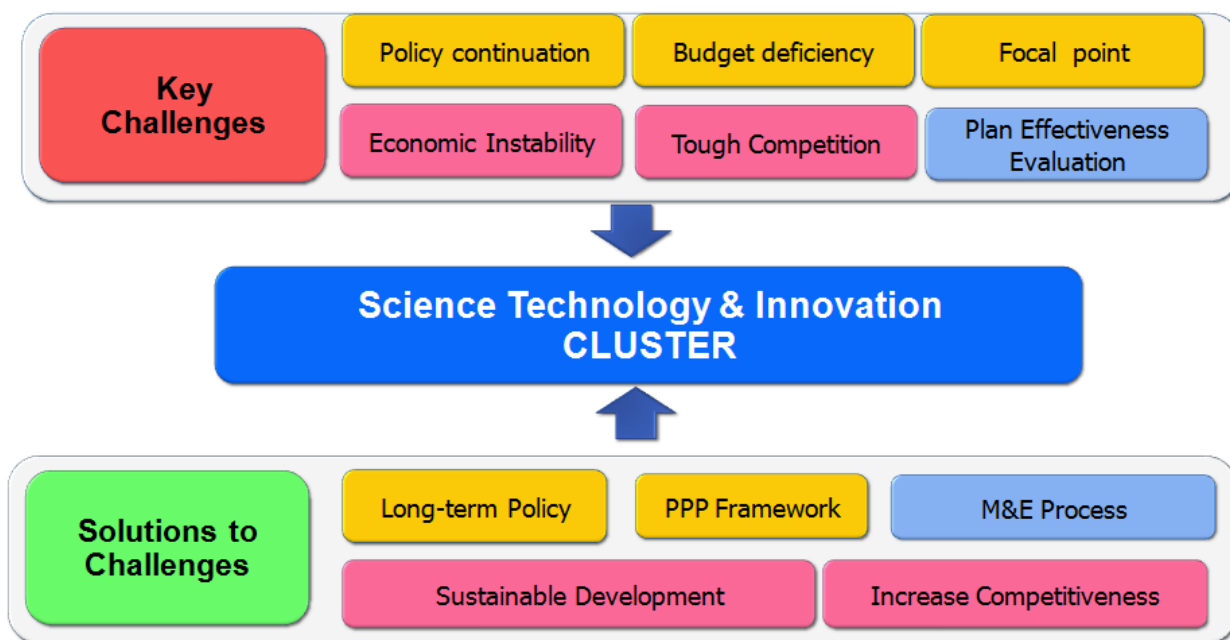 Key
Challenges
Policy continuation
Budget deficiency
Focal point
Economic Instability
Tough Competition
Plan Effectiveness
Evaluation
Science Technology & Innovation
CLUSTER
Solutions to
Challenges
Long-term Policy
PPP Framework
M&E Process
Sustainable Development
Increase Competitiveness